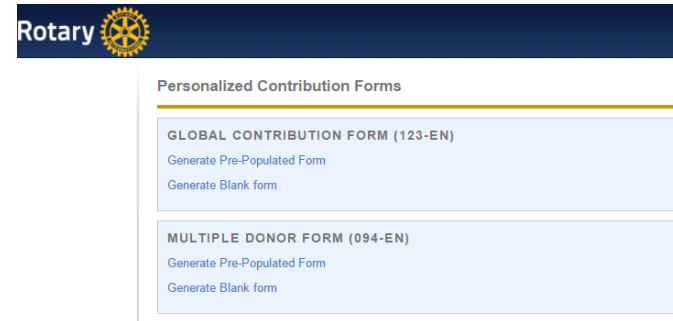 Rotary
Personalized Contribution Forms
GLOBAL CONTRIBUTION FORM (123-EN)
Generate Pre-Populated Form
Generate Blank form
MULTIPLE DONOR FORM (094-EN)
Generate Pre-Populated Form
Generate Blank form